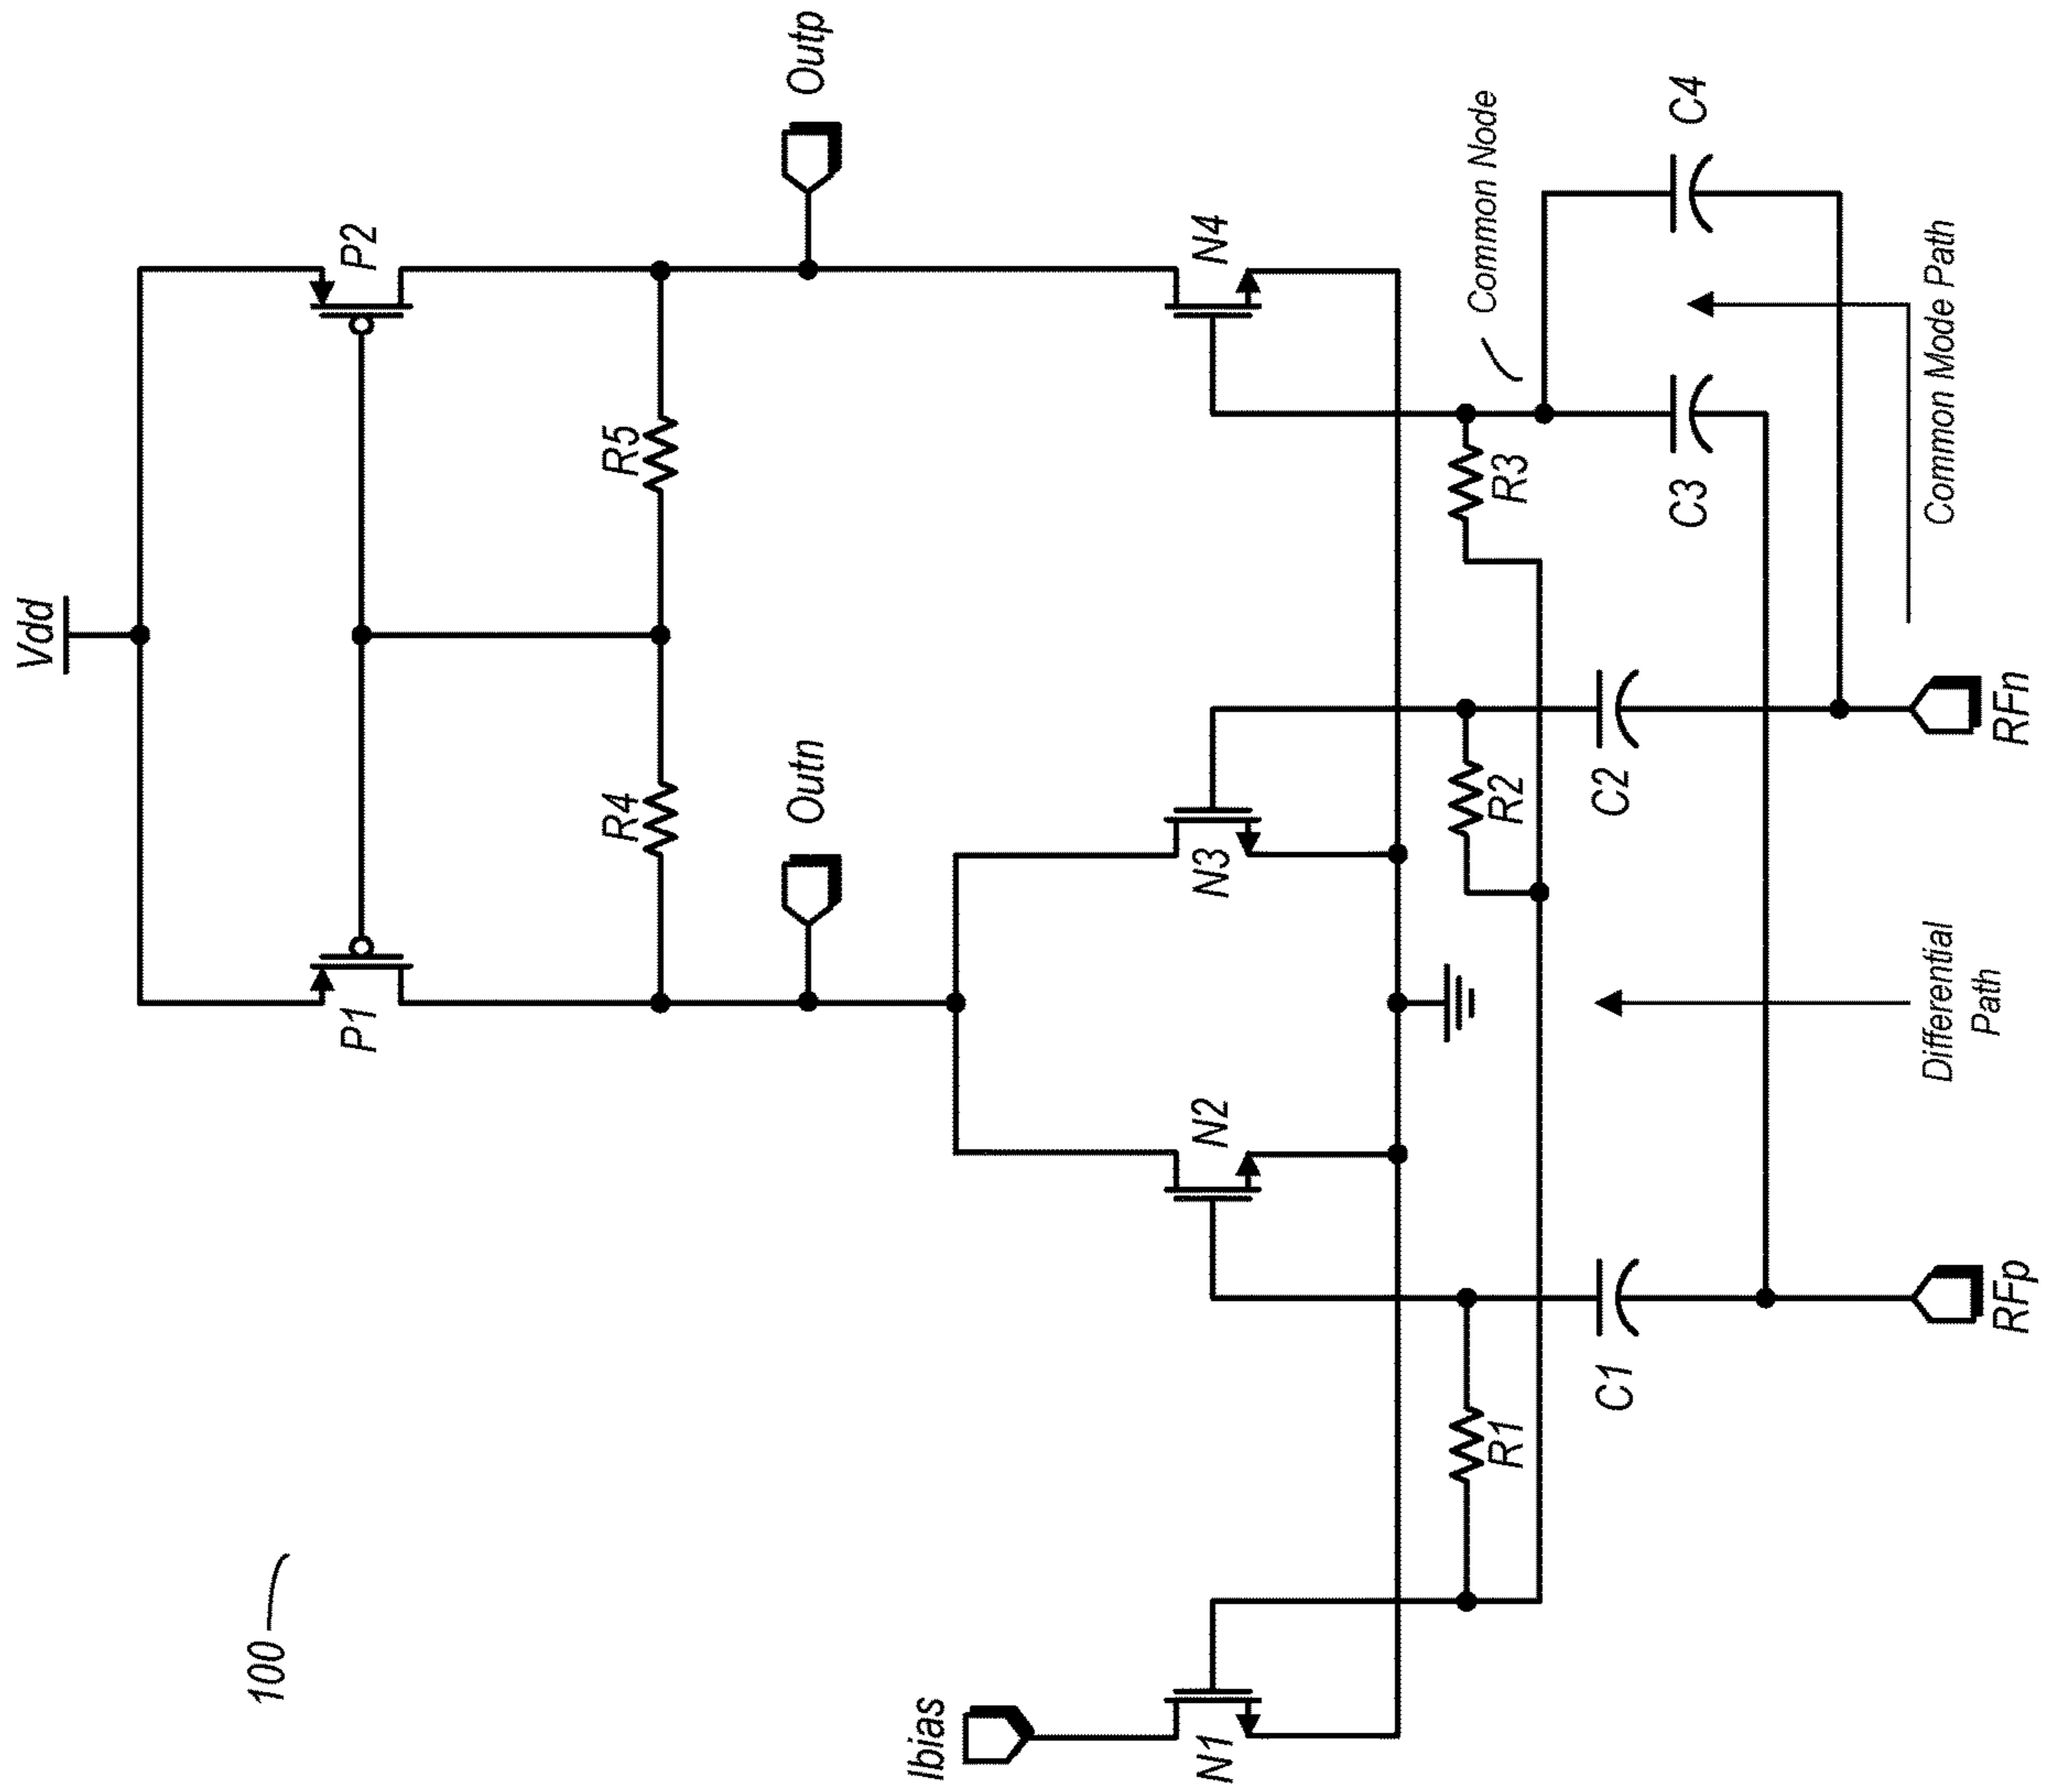 100
Vdd
P1
P2
R4
R5
Outn
Outp
Ibias
N1
N2
N3
N4
R1
R2
R3
Common Node
C1
C2
C3
C4
Differential
Path
Common Mode Path
RFp
RFn